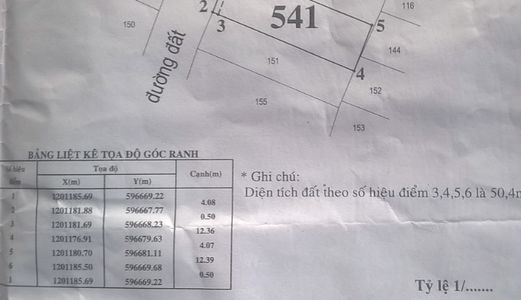 116
150
2
541
3
5
144
đường đất
151
4
152
155
153
BẢNG LIỆT KÊ TỌA ĐỘ GÓC RANH
Số hiệu điểm
Tọa độ
Cạnh(m)
X(m)
Y(m)
1 1201185.69 596669.22
4.08
2 1201181.88 596667.77
0.50
3 1201181.69 596668.23
12.36
4 1201176.91 596679.63
4.07
5 1201180.70 596681.11
12.39
6 1201185.50 596669.68
0.50
1 1201185.69 596669.22
* Ghi chú:
Diện tích đất theo số hiệu điểm 3,4,5,6 là 50,4
Tỷ lệ 1/.......